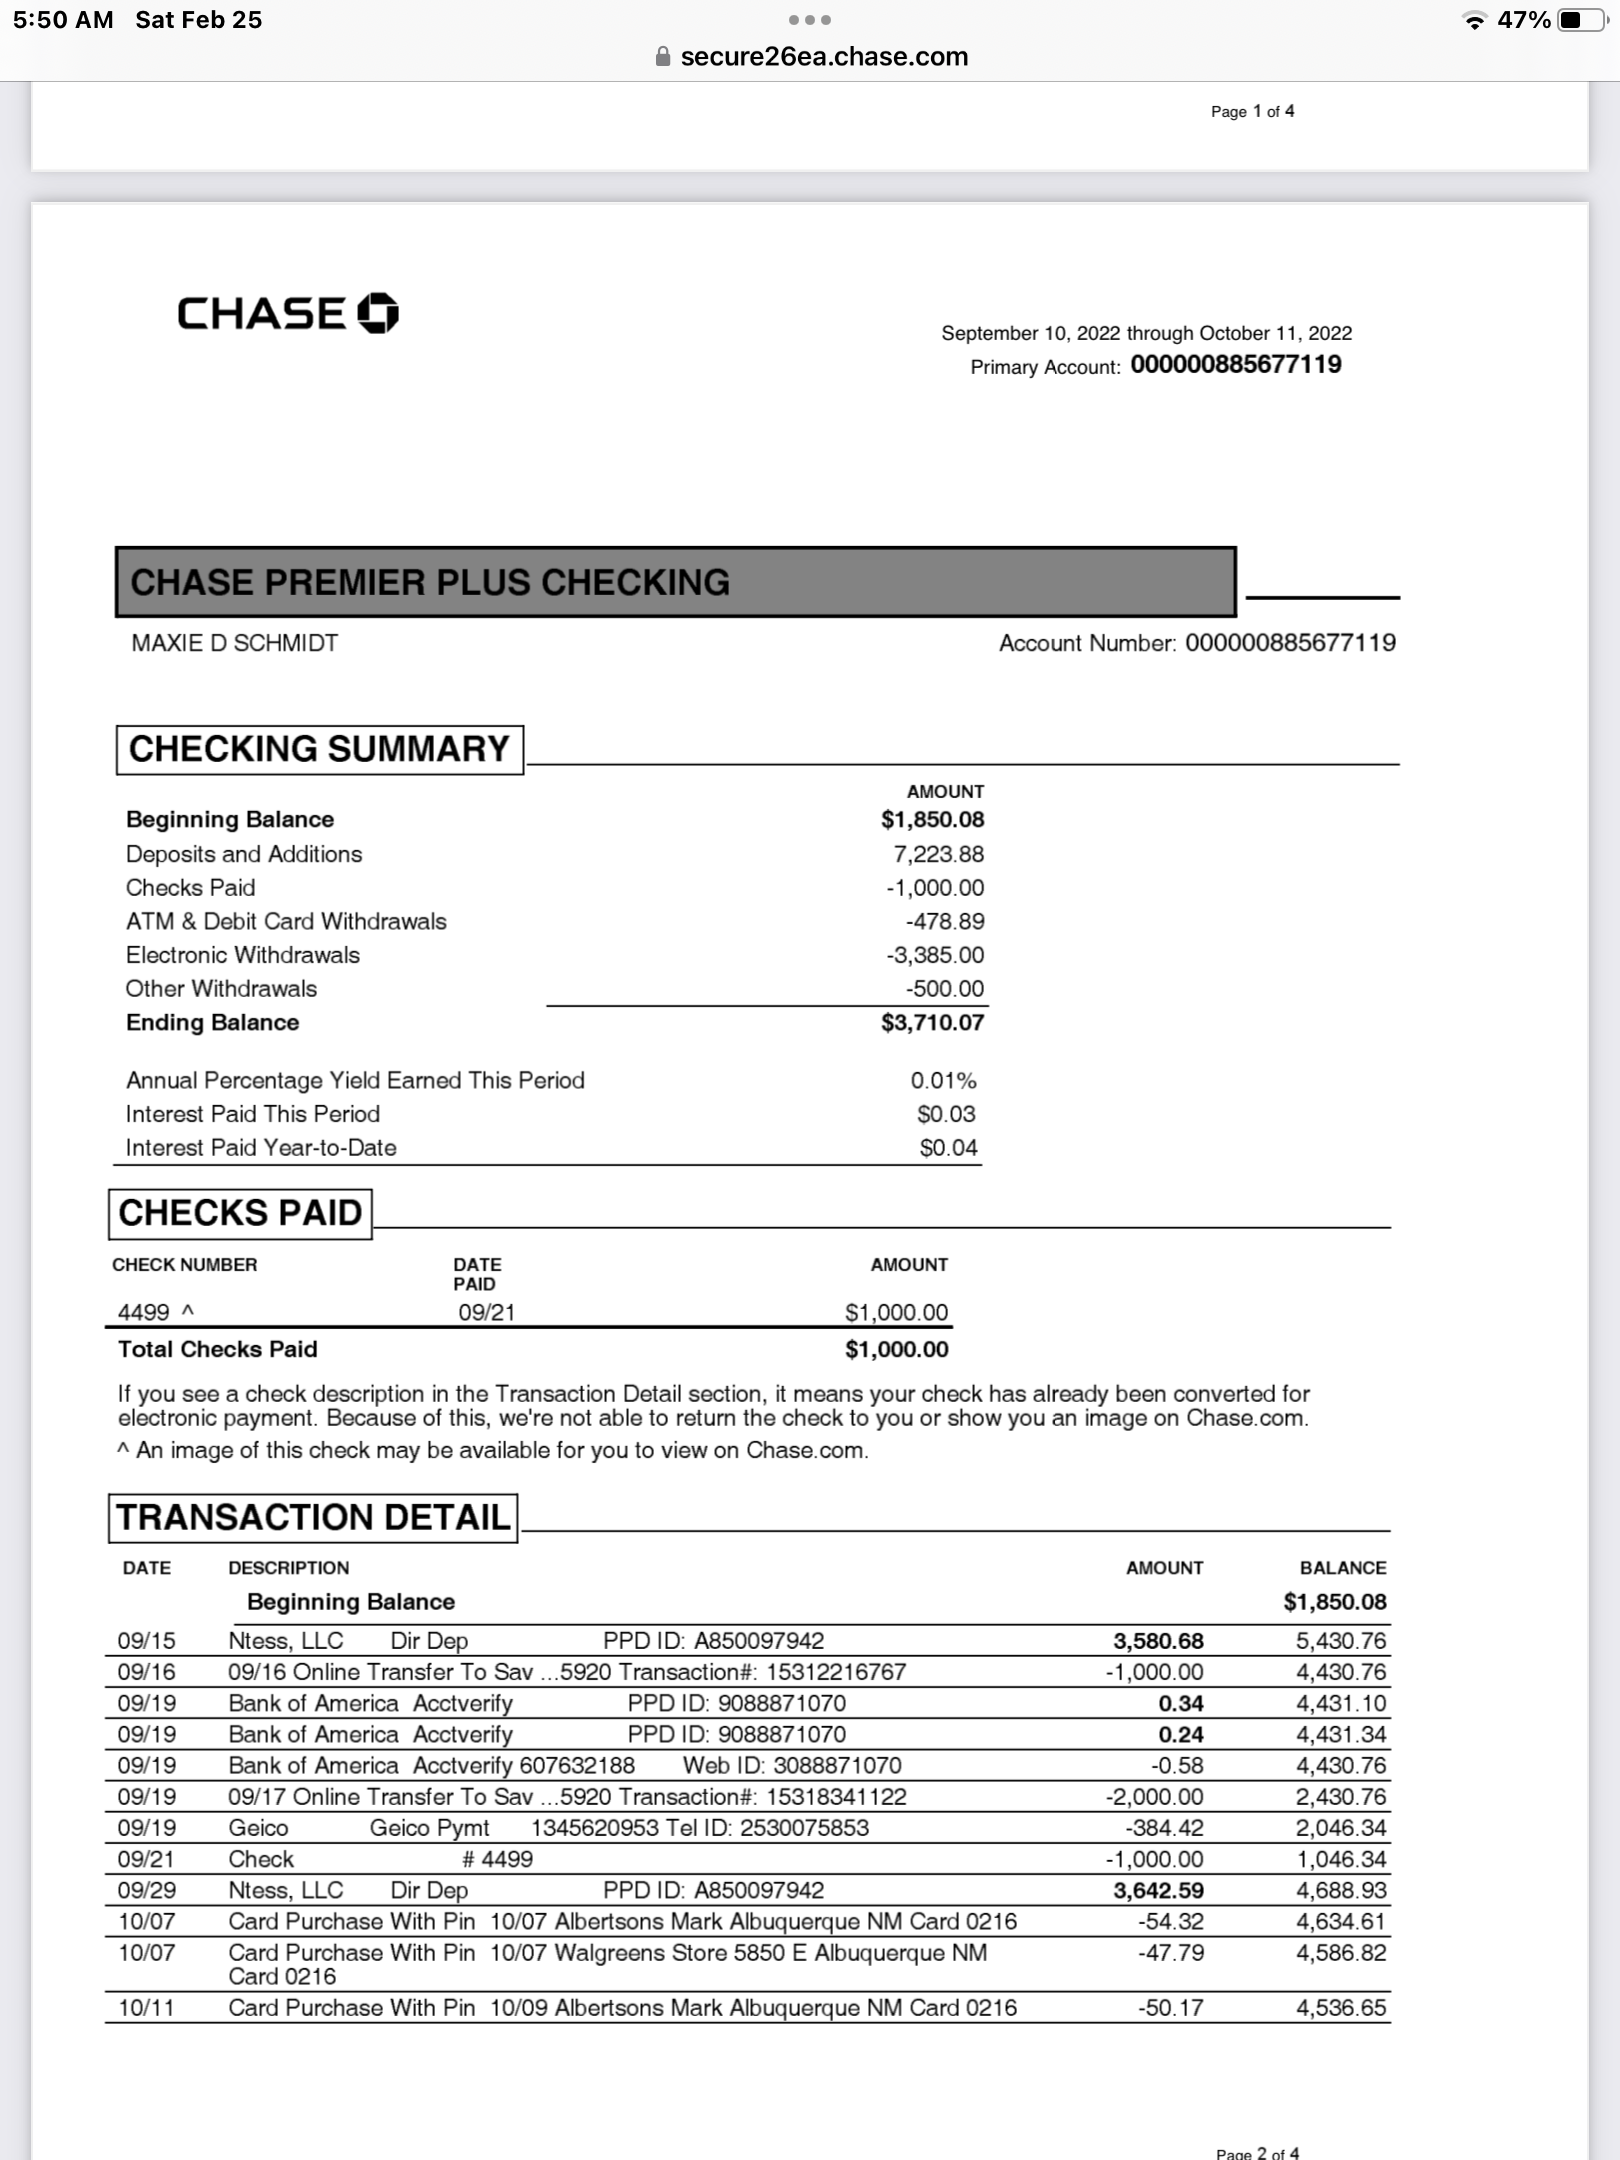 5:50 AM Sat Feb 25
47%
secure26ea.chase.com
Page 1 of 4
CHASE
September 10, 2022 through October 11, 2022
Primary Account: 000000885677119
CHASE PREMIER PLUS CHECKING
MAXIE D SCHMIDT Account Number: 000000885677119
CHECKING SUMMARY
AMOUNT
Beginning Balance $1,850.08
Deposits and Additions 7,223.88
Checks Paid -1,000.00
ATM & Debit Card Withdrawals -478.89
Electronic Withdrawals -3,385.00
Other Withdrawals -500.00
Ending Balance $3,710.07
Annual Percentage Yield Earned This Period 0.01%
Interest Paid This Period $0.03
Interest Paid Year-to-Date $0.04
CHECKS PAID
CHECK NUMBER DATE PAID AMOUNT
4499 ^ 09/21 $1,000.00
Total Checks Paid $1,000.00
If you see a check description in the Transaction Detail section, it means your check has already been converted for
electronic payment. Because of this, we're not able to return the check to you or show you an image on Chase.com.
^ An image of this check may be available for you to view on Chase.com.
TRANSACTION DETAIL
DATE DESCRIPTION AMOUNT BALANCE
Beginning Balance $1,850.08
09/15 Ntess, LLC Dir Dep PPD ID: A850097942 3,580.68 5,430.76
09/16 09/16 Online Transfer To Sav ...5920 Transaction#: 15312216767 -1,000.00 4,430.76
09/19 Bank of America Acctverify PPD ID: 9088871070 0.34 4,431.10
09/19 Bank of America Acctverify PPD ID: 9088871070 0.24 4,431.34
09/19 Bank of America Acctverify 607632188 Web ID: 3088871070 -0.58 4,430.76
09/19 09/17 Online Transfer To Sav ...5920 Transaction#: 15318341122 -2,000.00 2,430.76
09/19 Geico Geico Pymt 1345620953 Tel ID: 2530075853 -384.42 2,046.34
09/21 Check # 4499 -1,000.00 1,046.34
09/29 Ntess, LLC Dir Dep PPD ID: A850097942 3,642.59 4,688.93
10/07 Card Purchase With Pin 10/07 Albertsons Mark Albuquerque NM Card 0216 -54.32 4,634.61
10/07 Card Purchase With Pin 10/07 Walgreens Store 5850 E Albuquerque NM -47.79 4,586.82
Card 0216
10/11 Card Purchase With Pin 10/09 Albertsons Mark Albuquerque NM Card 0216 -50.17 4,536.65
Page 2 of 4